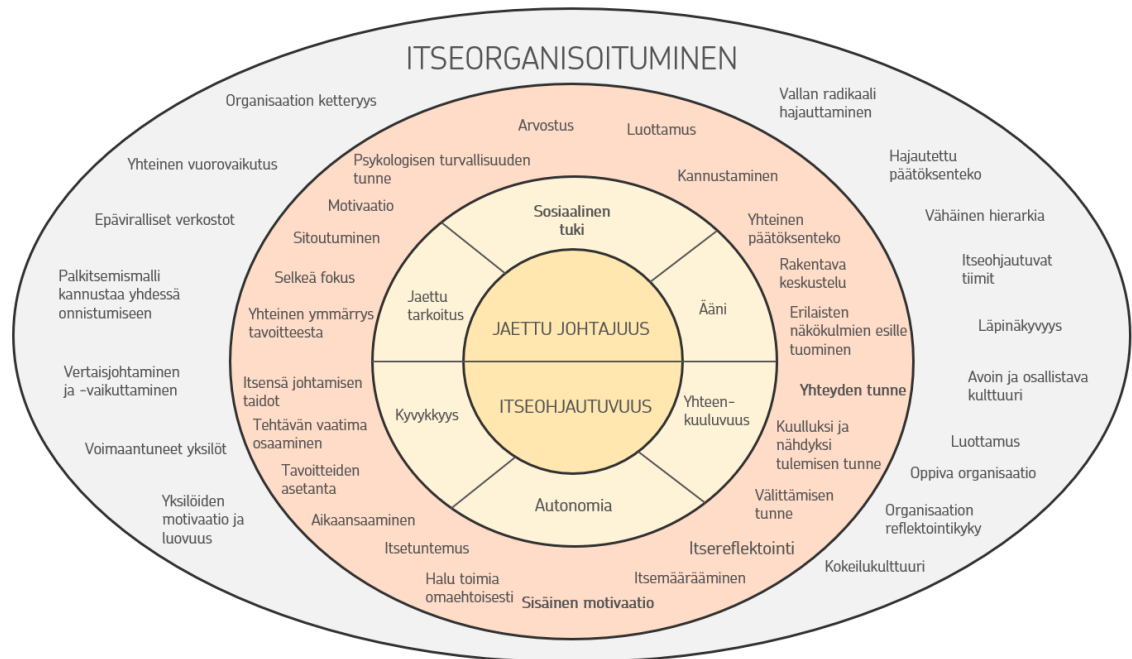 ITSEORGANISOITUMINEN
Organisaation ketteryys
Yhteinen vuorovaikutus
Epäviralliset verkostot
Palkitsemismalli
kannustaa yhdessä
onnistumiseen
Vertaisjohtaminen
ja -vaikuttaminen
Voimaantuneet yksilöt
Yksilöiden
motivaatio ja
luovuus
Vallan radikaali
hajauttaminen
Hajautettu
päätöksenteko
Vähäinen hierarkia
Itseohjautuvat
tiimit
Läpinäkyvyys
Avoin ja osallistava
kulttuuri
Luottamus
Oppiva organisaatio
Organisaation
reflektointikyky
Kokeilukulttuuri
Arvostus
Luottamus
Kannustaminen
Psykologisen turvallisuuden
tunne
Motivaatio
Sitoutuminen
Selkeä fokus
Yhteinen ymmärrys
tavoitteesta
Yhteinen
päätöksenteko
Rakentava
keskustelu
Erilaisten
näkökulmien esille
tuominen
Itsensä johtamisen
taidot
Tehtävän vaatima
osaaminen
Tavoitteiden
asetanta
Aikaansaaminen
Itsetuntemus
Halu toimia
omaehtoisesti
Sisäinen motivaatio
Itsemäärääminen
Itsereflektointi
Yhteyden tunne
Kuulluksi ja
nähdyksi
tulemisen tunne
Välittämisen
tunne
Sosiaalinen
tuki
Jaettu
tarkoitus
Ääni
Kyvykkyys
Yhteen-
kuuluvuus
Autonomia
JAETTU JOHTAJUUS
ITSEOHJAUTUVUUS